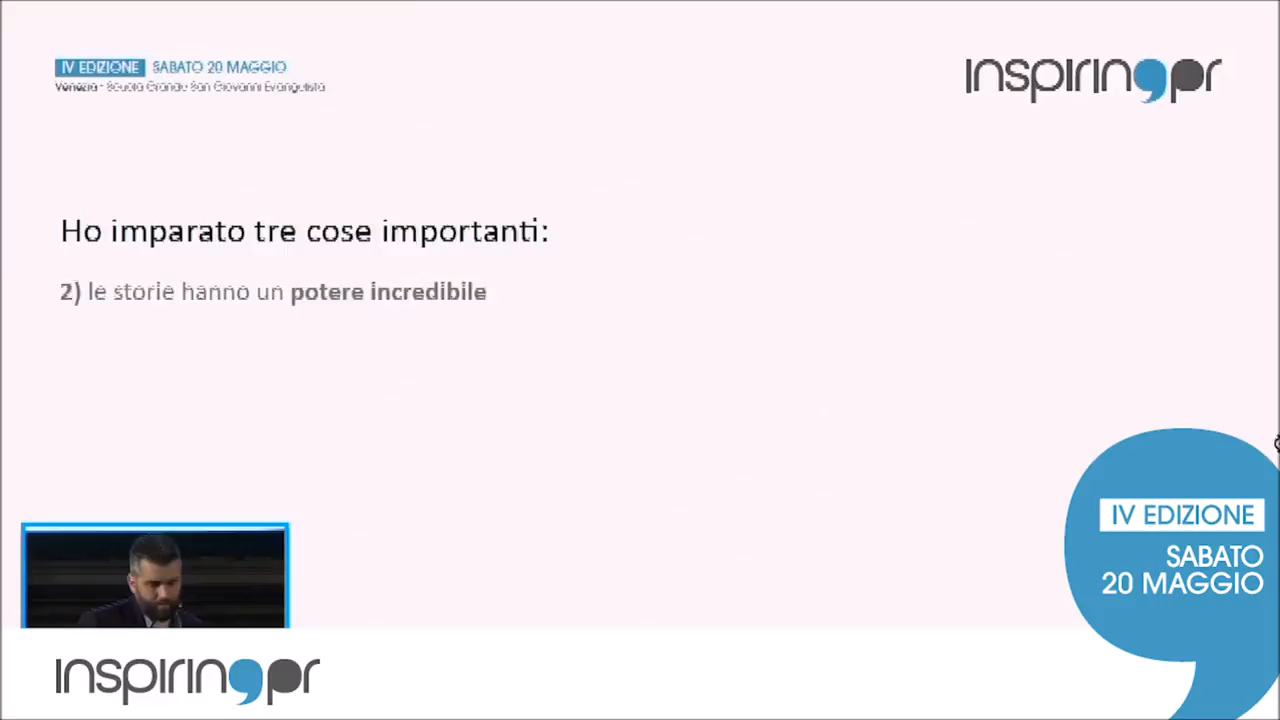 IV EDIZIONE SABATO 20 MAGGIO
Venezia - Scuola Grande San Giovanni Evangelista
inspiringpr
Ho imparato tre cose importanti:
2) le storie hanno un potere incredibile
IV EDIZIONE
SABATO
20 MAGGIO
inspiringpr